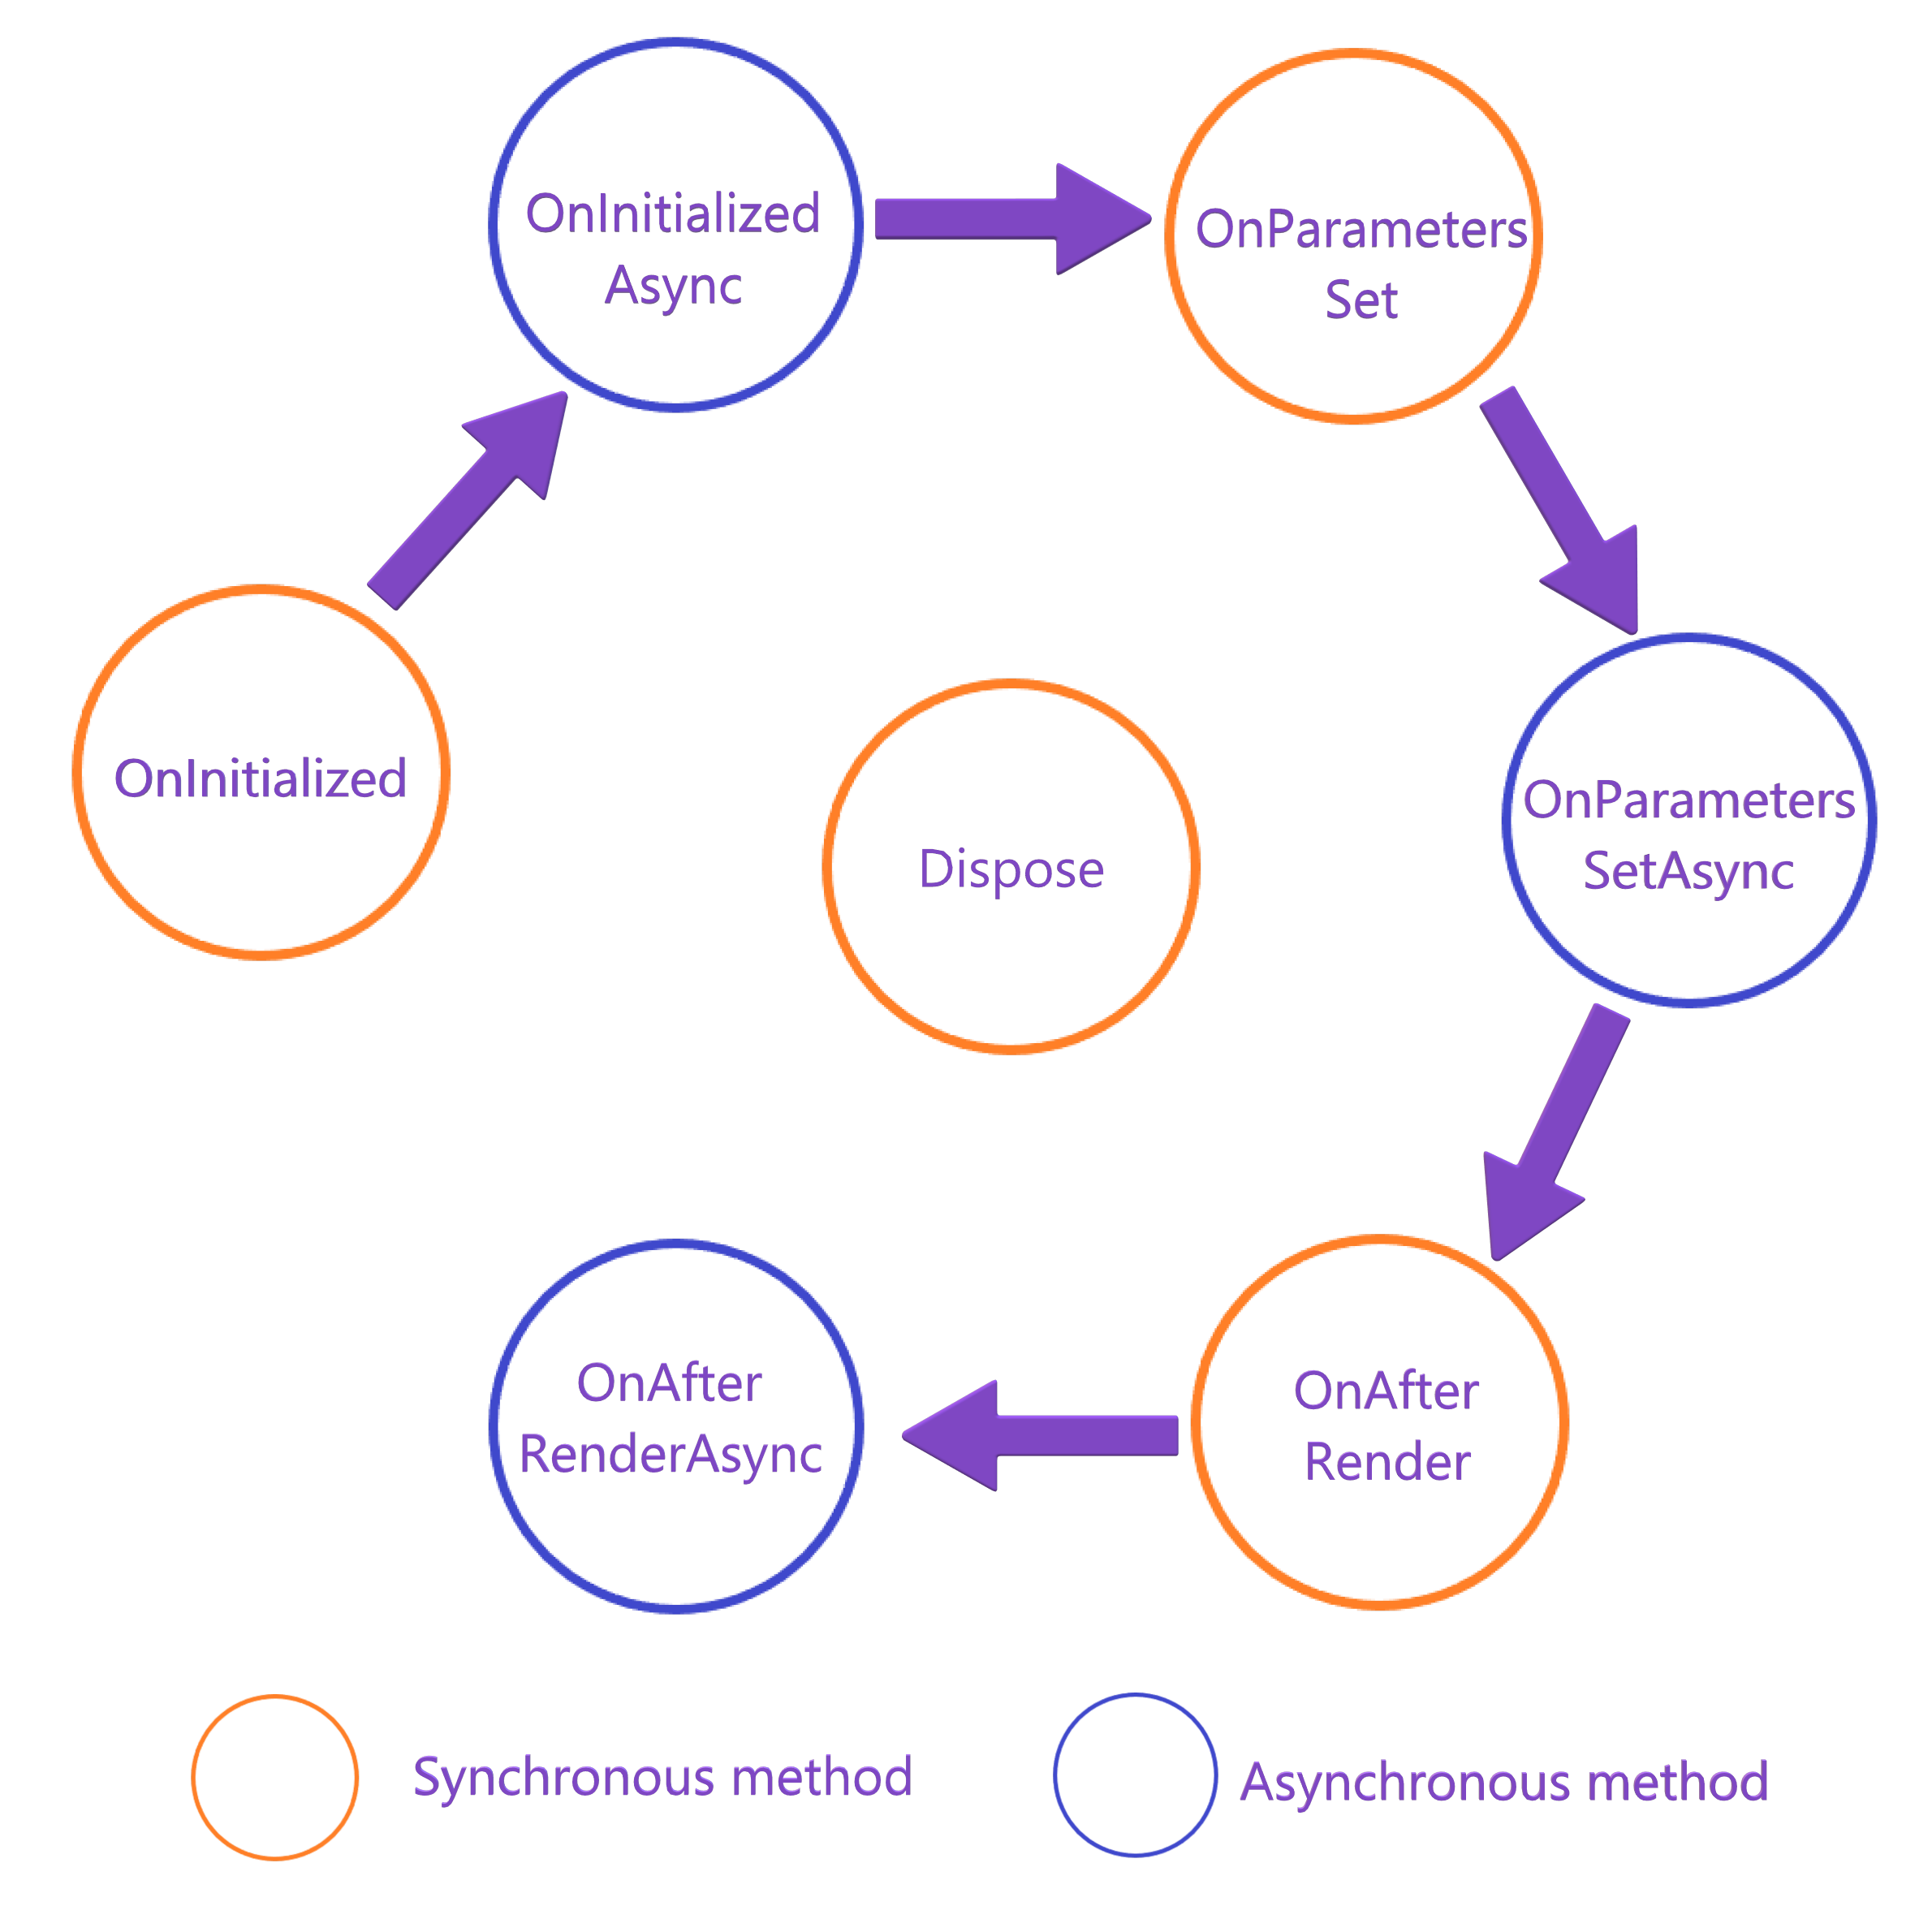 OnInitialized
Async
OnParameters
Set
OnInitialized
Dispose
OnParameters
SetAsync
OnAfter
RenderAsync
OnAfter
Render
Synchronous method
Asynchronous method